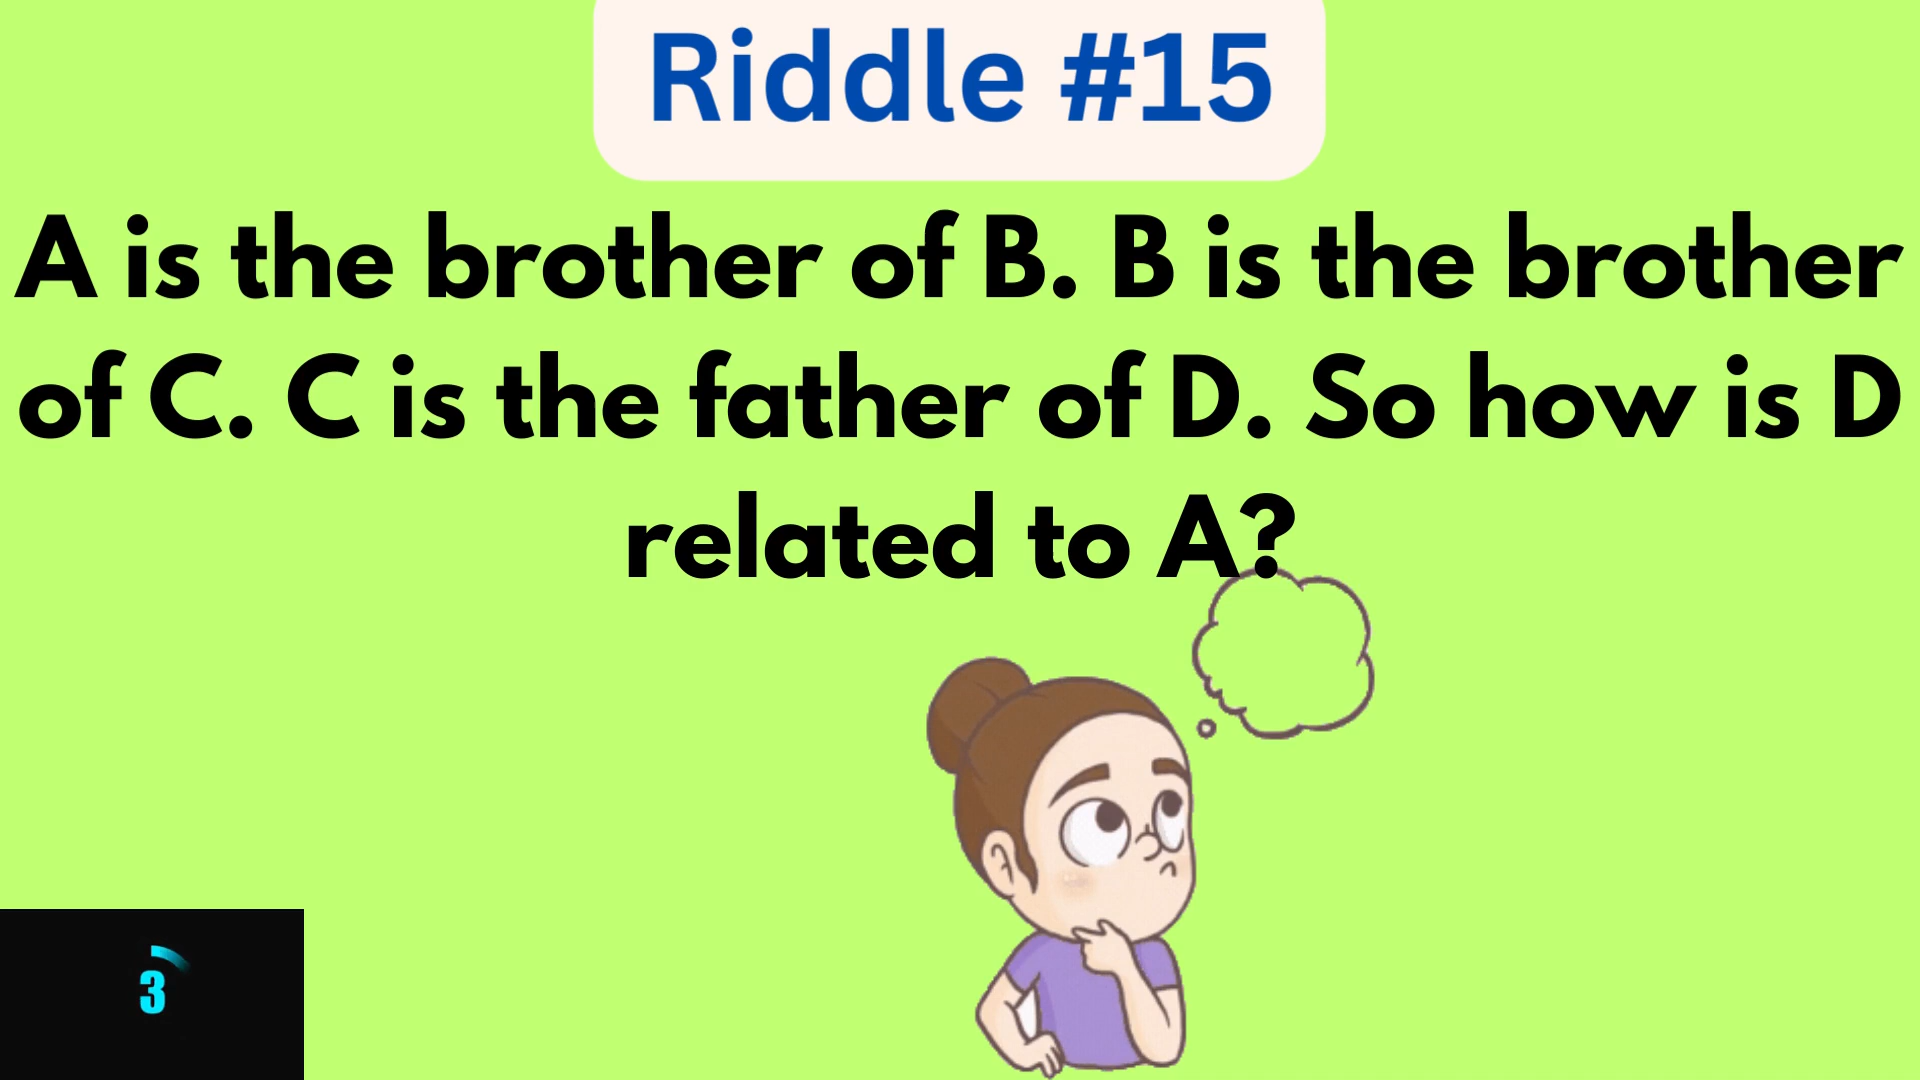 Riddle #15
A is the brother of B. B is the brother
of C. C is the father of D. So how is D
related to A?
3